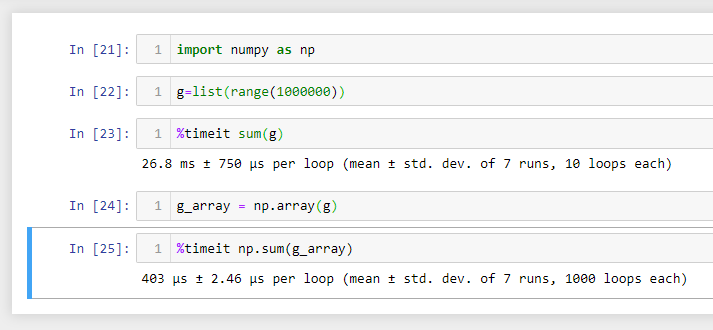 In [21]: 1 import numpy as np
In [22]: 1 g=list(range(1000000))
In [23]: 1 %timeit sum(g)
26.8 ms ± 750 µs per loop (mean ± std. dev. of 7 runs, 10 loops each)
In [24]: 1 g_array = np.array(g)
In [25]: 1 %timeit np.sum(g_array)
403 µs ± 2.46 µs per loop (mean ± std. dev. of 7 runs, 1000 loops each)